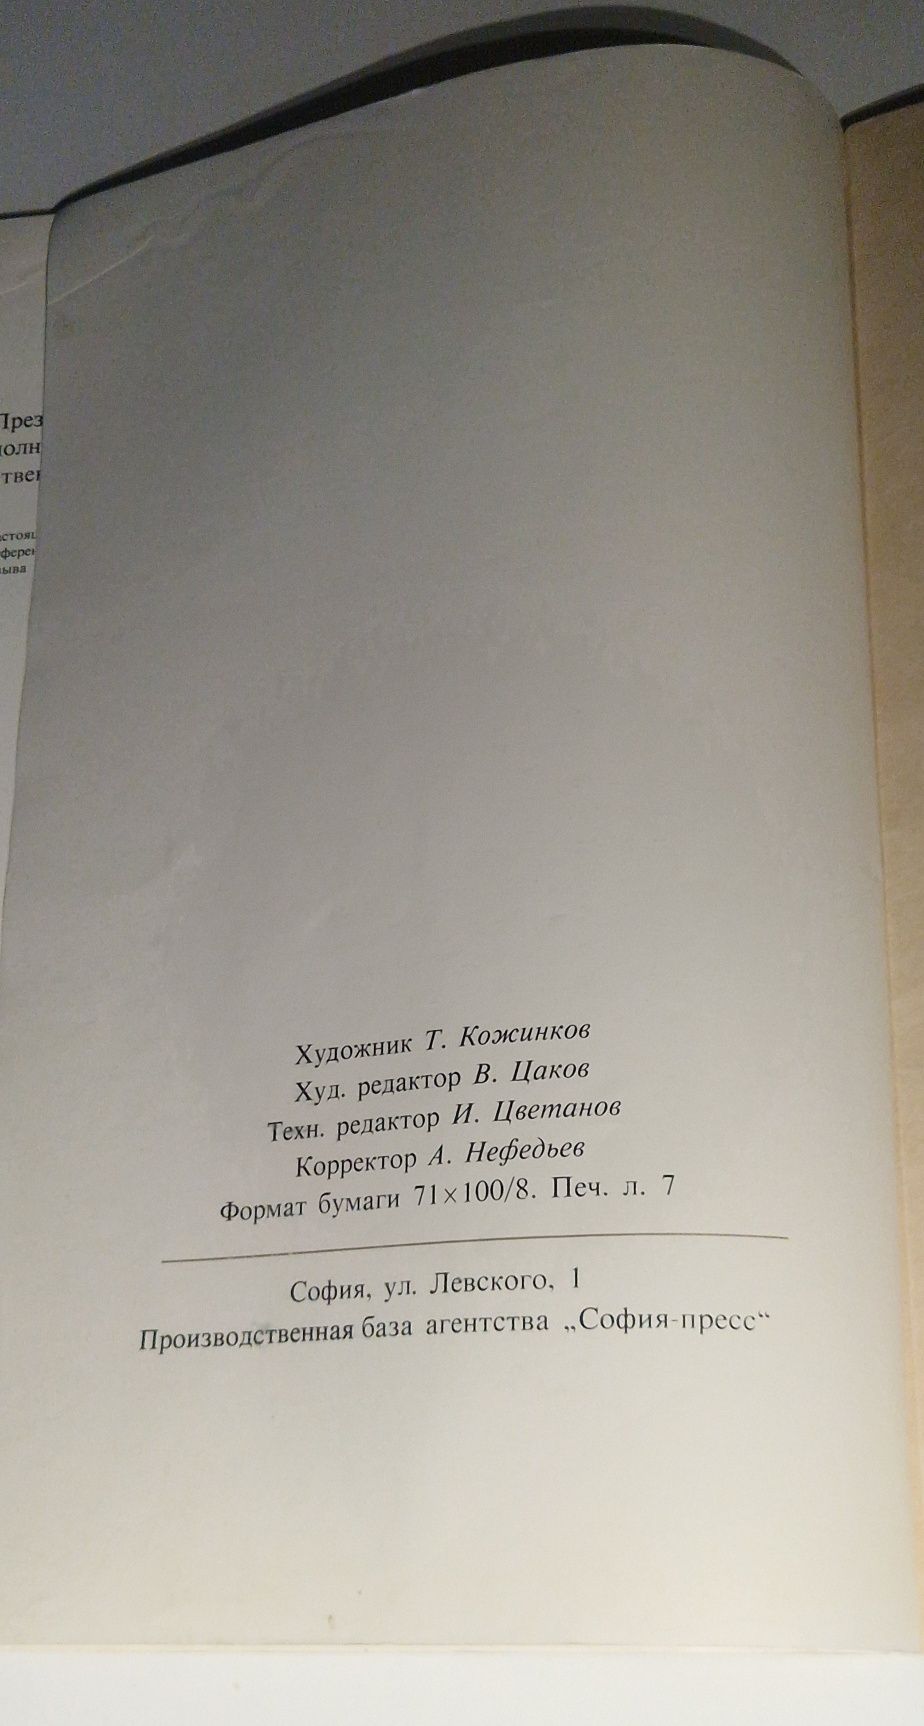 Художник Т. Кожинков
Худ. редактор В. Цаков
Техн. редактор И. Цветанов
Корректор А. Нефедьев
Формат бумаги 71×100/8. Печ. л. 7
София, ул. Левского, 1
Производственная база агентства „София-пресс“